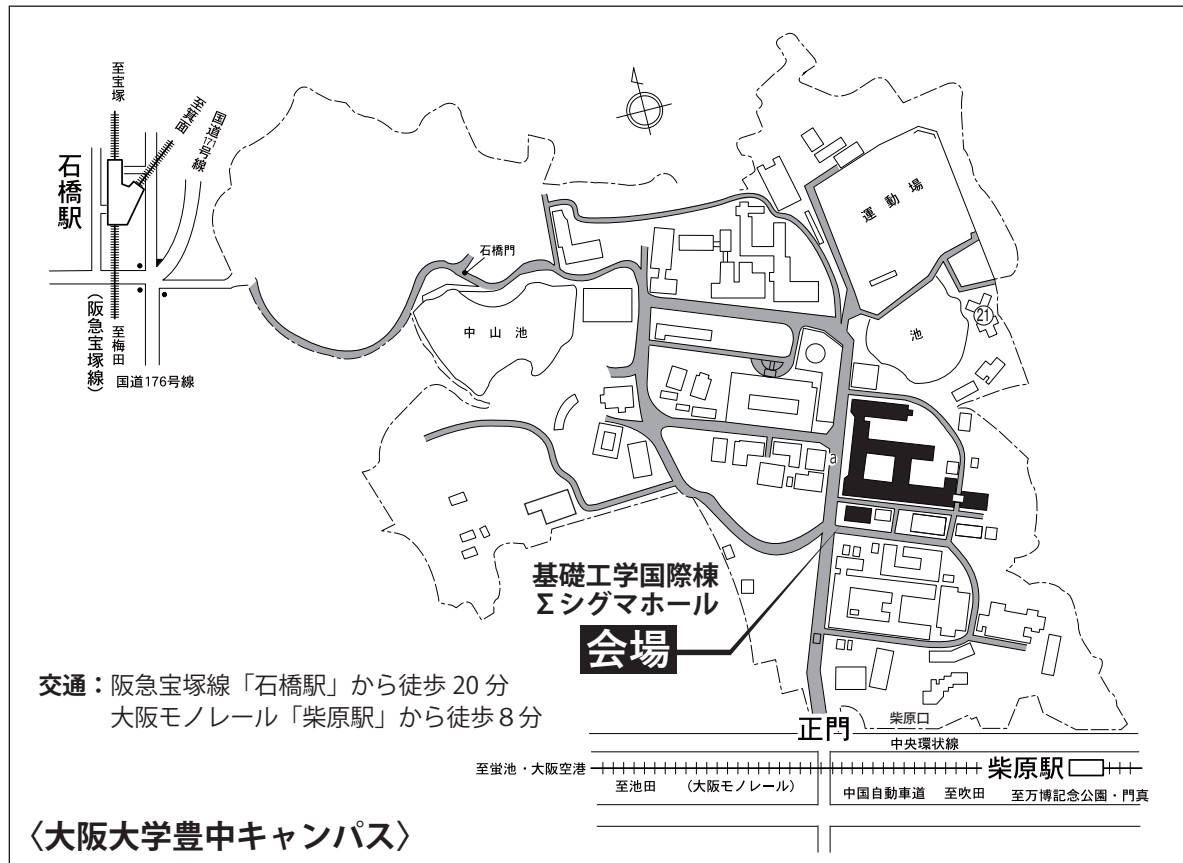 至宝塚
至箕面
国道171号線
石橋駅
(阪急宝塚線)
至梅田
国道176号線
石橋門
中山池
運動場
池
21
a
基礎工学国際棟
Σシグマホール
会場
交通：阪急宝塚線「石橋駅」から徒歩 20 分
大阪モノレール「柴原駅」から徒歩８分
正門
柴原口
中央環状線
至蛍池・大阪空港
柴原駅
至池田
(大阪モノレール)
中国自動車道
至吹田
至万博記念公園・門真
〈大阪大学豊中キャンパス〉